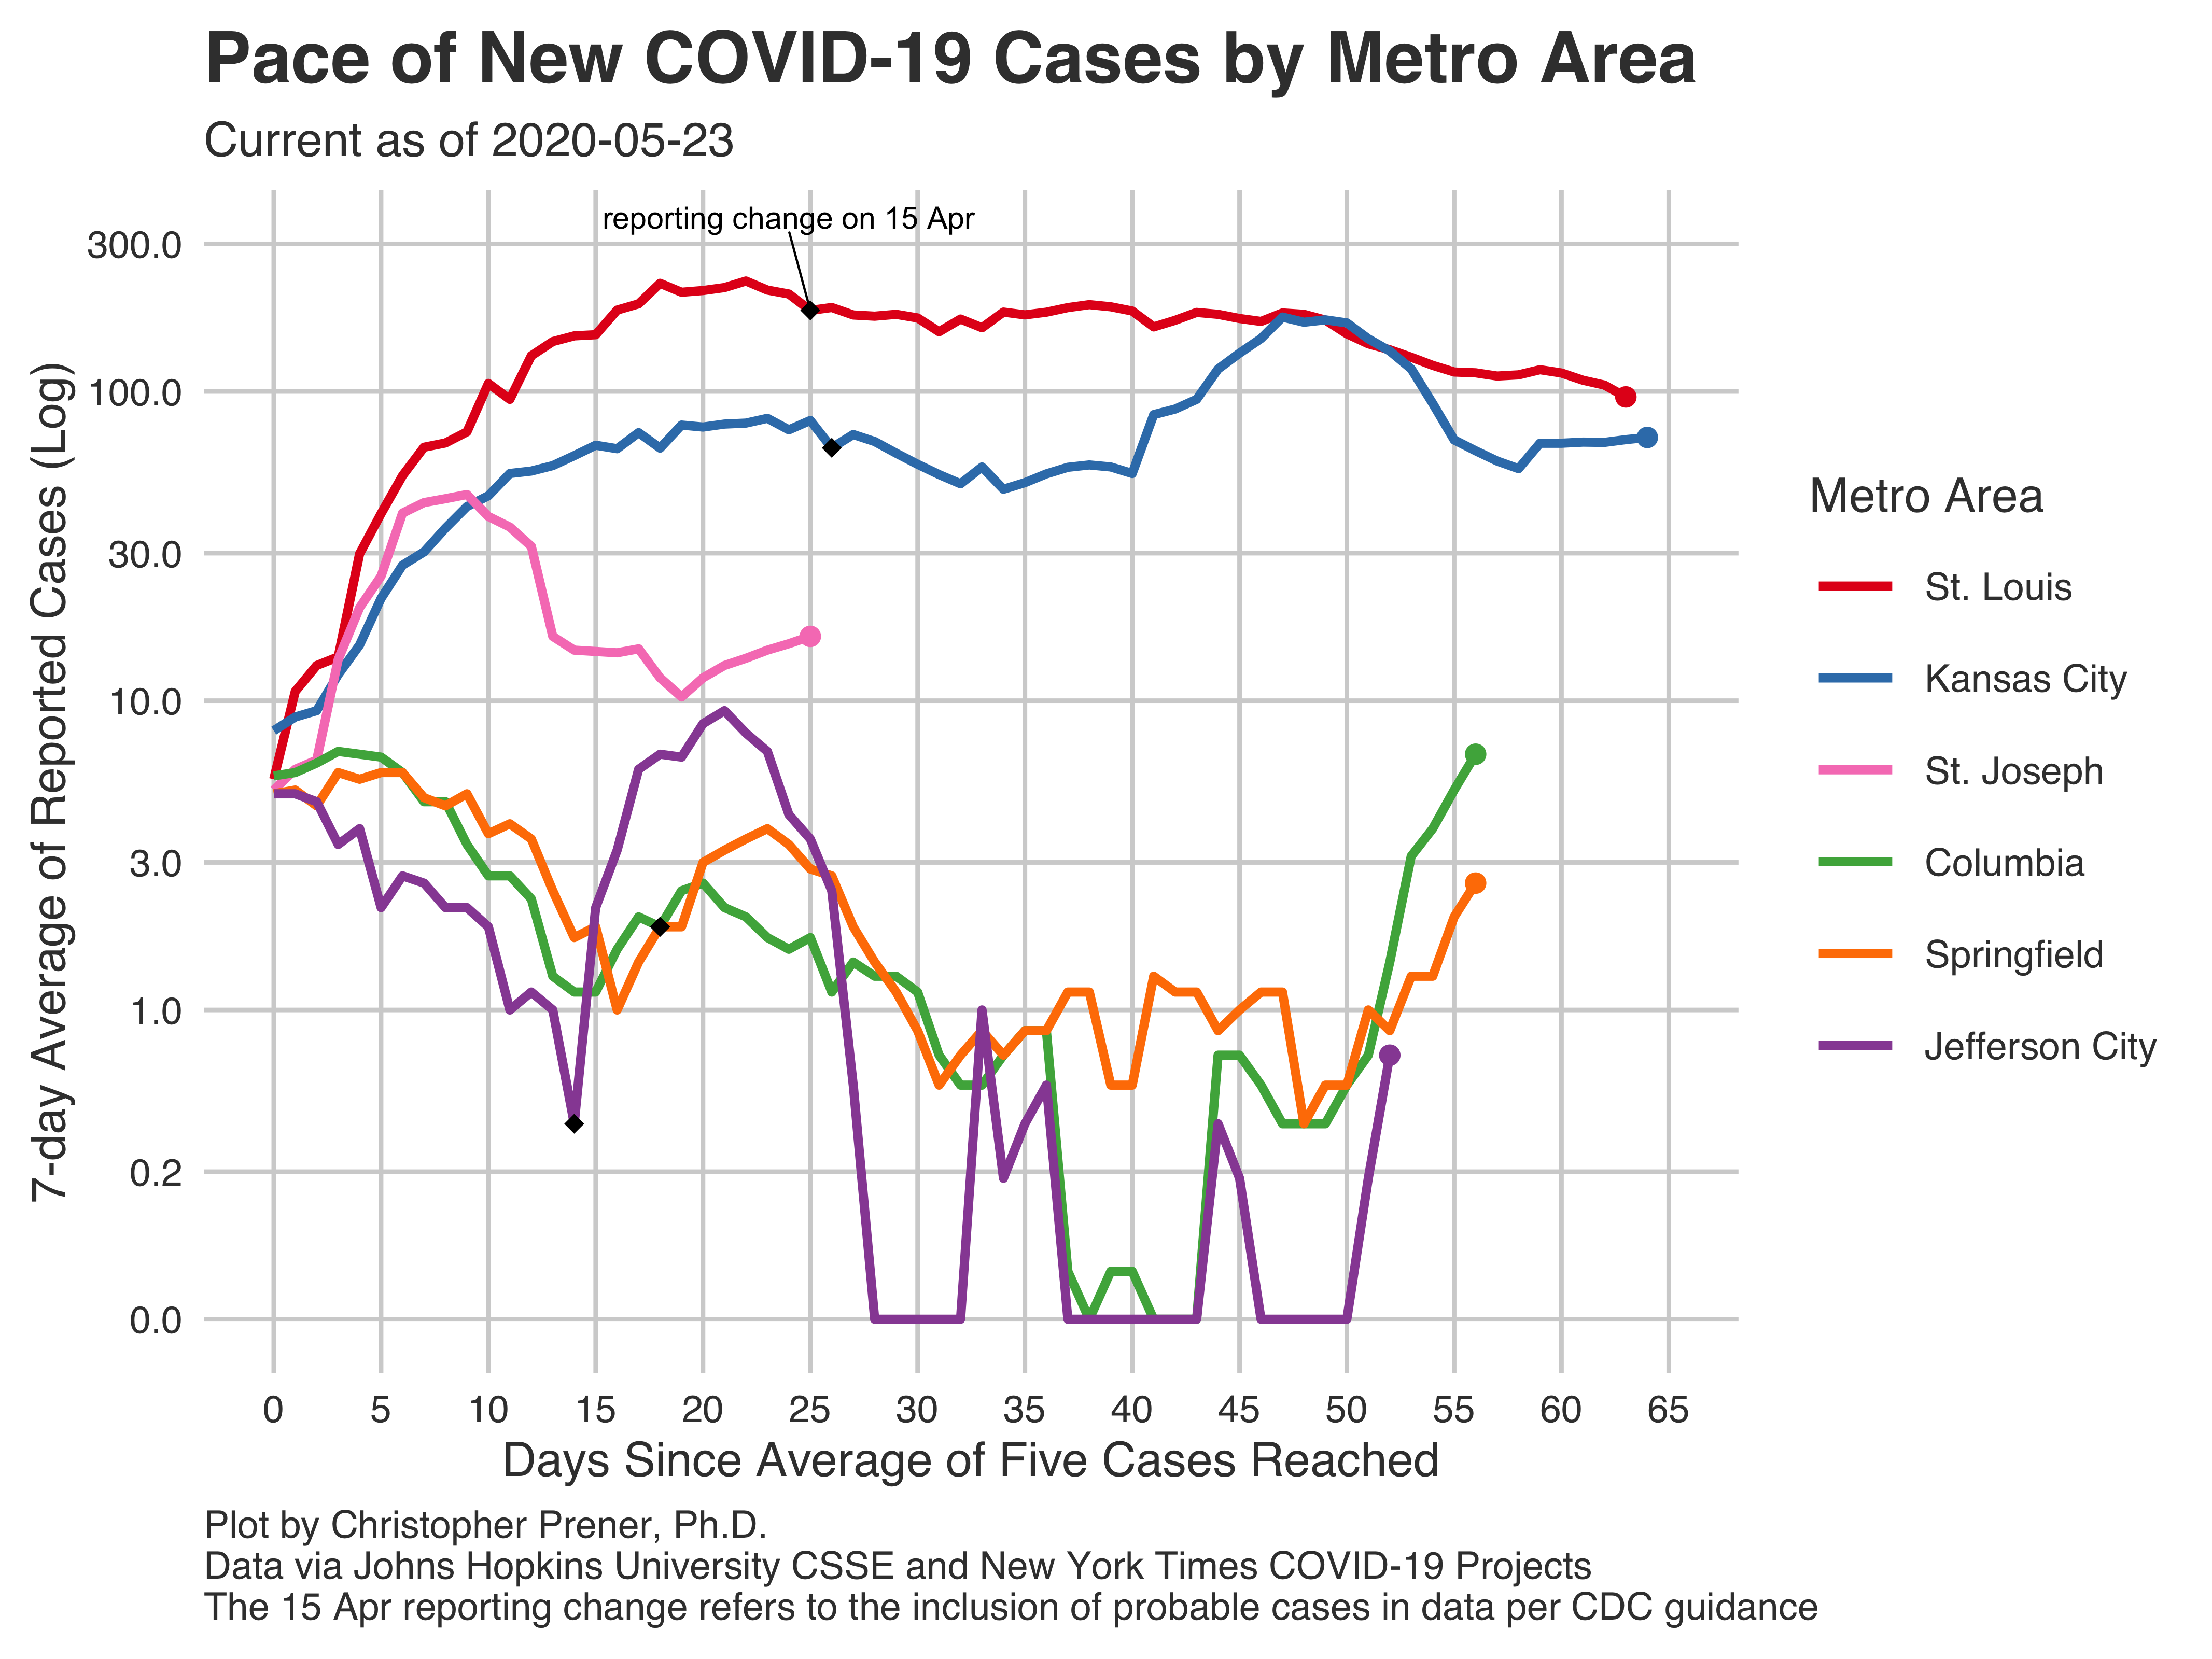 Pace of New COVID-19 Cases by Metro Area
Current as of 2020-05-23
reporting change on 15 Apr
300.0
100.0
30.0
10.0
3.0
1.0
0.2
0.0
7-day Average of Reported Cases (Log)
0 5 10 15 20 25 30 35 40 45 50 55 60 65
Days Since Average of Five Cases Reached
Metro Area
St. Louis
Kansas City
St. Joseph
Columbia
Springfield
Jefferson City
Plot by Christopher Prener, Ph.D.
Data via Johns Hopkins University CSSE and New York Times COVID-19 Projects
The 15 Apr reporting change refers to the inclusion of probable cases in data per CDC guidance